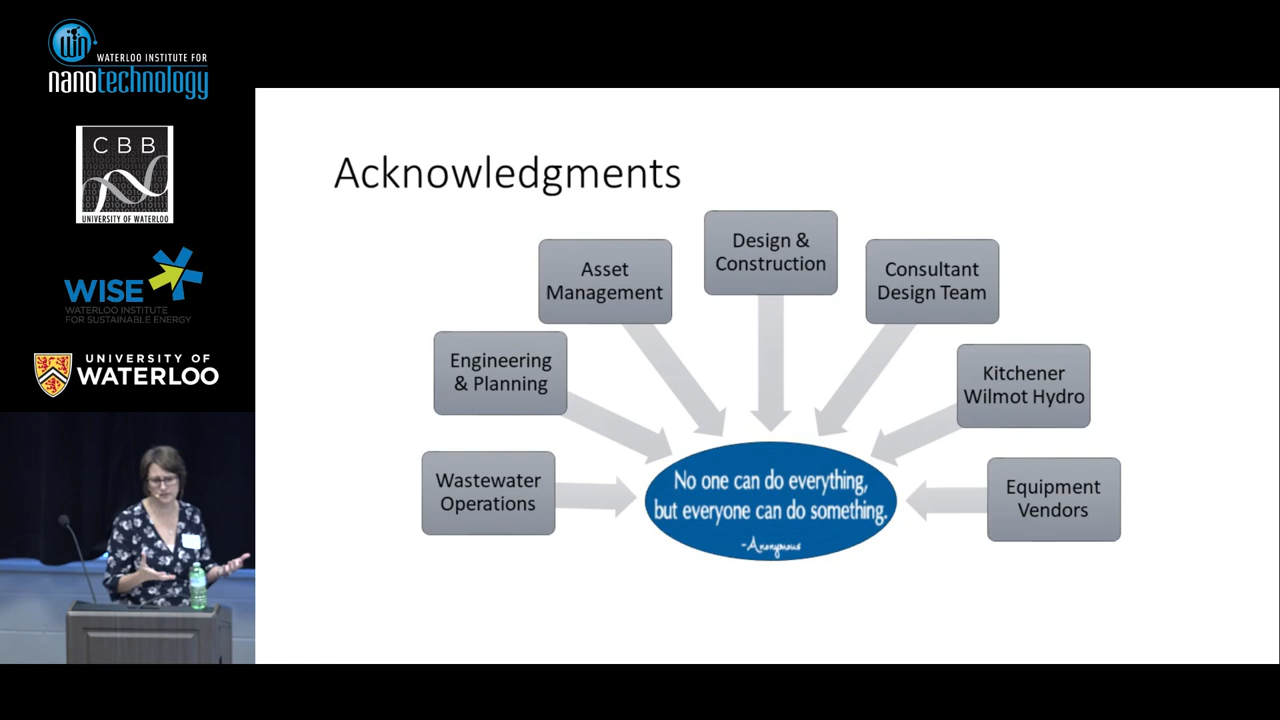 WATERLOO INSTITUTE FOR
nanotechnology
CBB
UNIVERSITY OF WATERLOO
WISE
WATERLOO INSTITUTE
FOR SUSTAINABLE ENERGY
UNIVERSITY OF
WATERLOO
Acknowledgments
Design &
Construction
Asset
Management
Consultant
Design Team
Engineering
& Planning
Kitchener
Wilmot Hydro
Wastewater
Operations
No one can do everything,
but everyone can do something.
-Anonymous
Equipment
Vendors